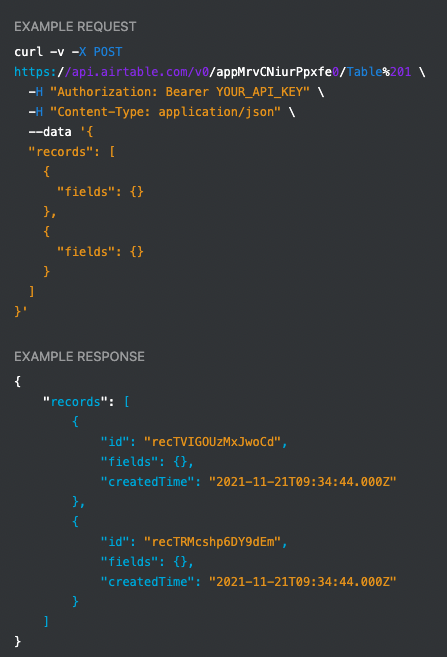 EXAMPLE REQUEST
curl -v -X POST
https://api.airtable.com/v0/appMrvCNiurPpxfe0/Table%201 \
  -H "Authorization: Bearer YOUR_API_KEY" \
  -H "Content-Type: application/json" \
  --data '{
  "records": [
    {
      "fields": {}
    },
    {
      "fields": {}
    }
  ]
}'
EXAMPLE RESPONSE
{
    "records": [
        {
            "id": "recTVIGOUzMxJwoCd",
            "fields": {},
            "createdTime": "2021-11-21T09:34:44.000Z"
        },
        {
            "id": "recTRMcshp6DY9dEm",
            "fields": {},
            "createdTime": "2021-11-21T09:34:44.000Z"
        }
    ]
}